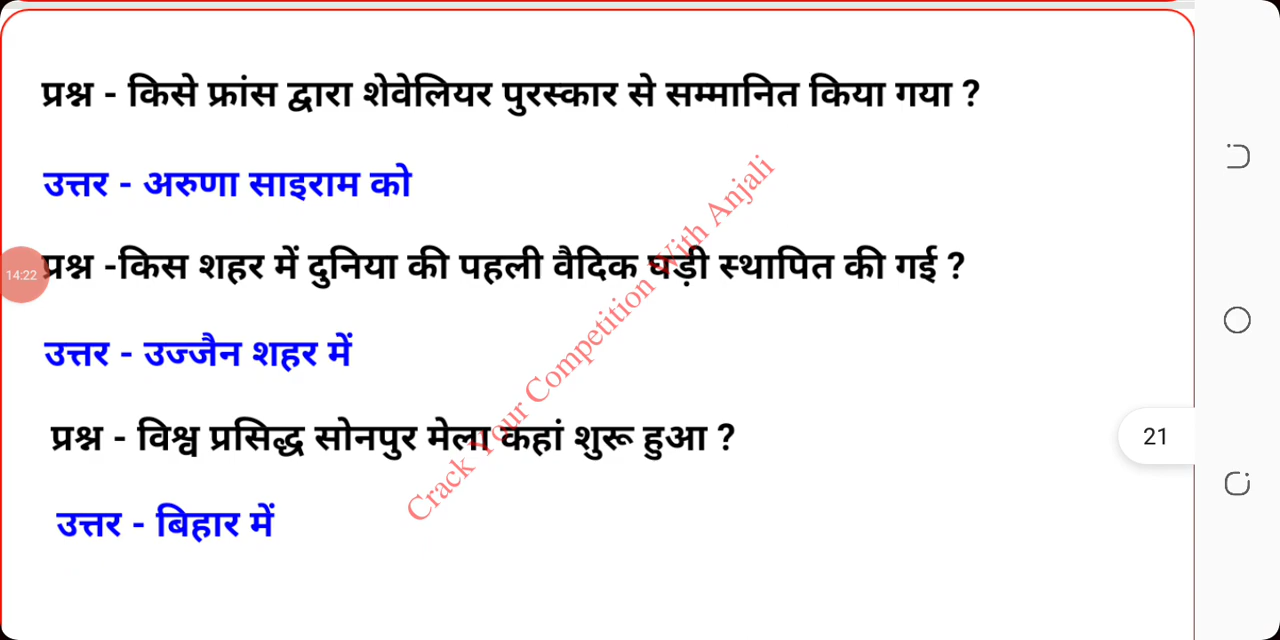 प्रश्न - किसे फ्रांस द्वारा शेवेलियर पुरस्कार से सम्मानित किया गया ?
उत्तर - अरुणा साइराम को
14:22
प्रश्न -किस शहर में दुनिया की पहली वैदिक घड़ी स्थापित की गई ?
उत्तर - उज्जैन शहर में
प्रश्न - विश्व प्रसिद्ध सोनपुर मेला कहां शुरू हुआ ?
21
उत्तर - बिहार में
Crack Your Competition With Anjali